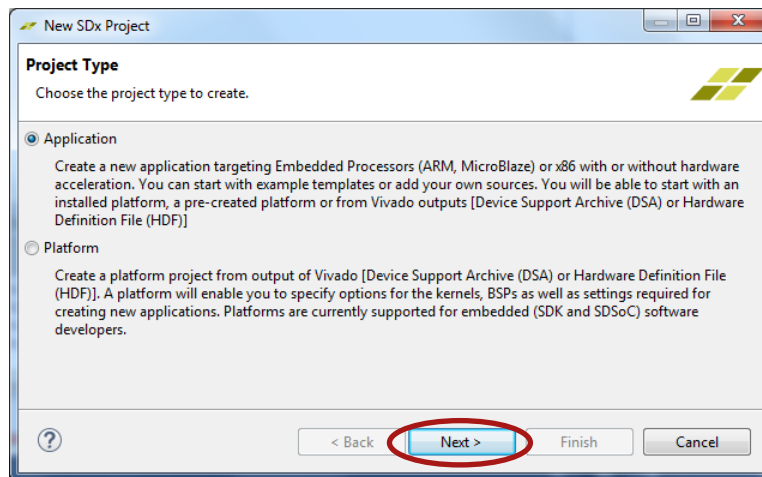 New SDx Project
Project Type
Choose the project type to create.
Application
Create a new application targeting Embedded Processors (ARM, MicroBlaze) or x86 with or without hardware
acceleration. You can start with example templates or add your own sources. You will be able to start with an
installed platform, a pre-created platform or from Vivado outputs [Device Support Archive (DSA) or Hardware
Definition File (HDF)]
Platform
Create a platform project from output of Vivado [Device Support Archive (DSA) or Hardware Definition File
(HDF)]. A platform will enable you to specify options for the kernels, BSPs as well as settings required for
creating new applications. Platforms are currently supported for embedded (SDK and SDSoC) software
developers.
? < Back Next > Finish Cancel